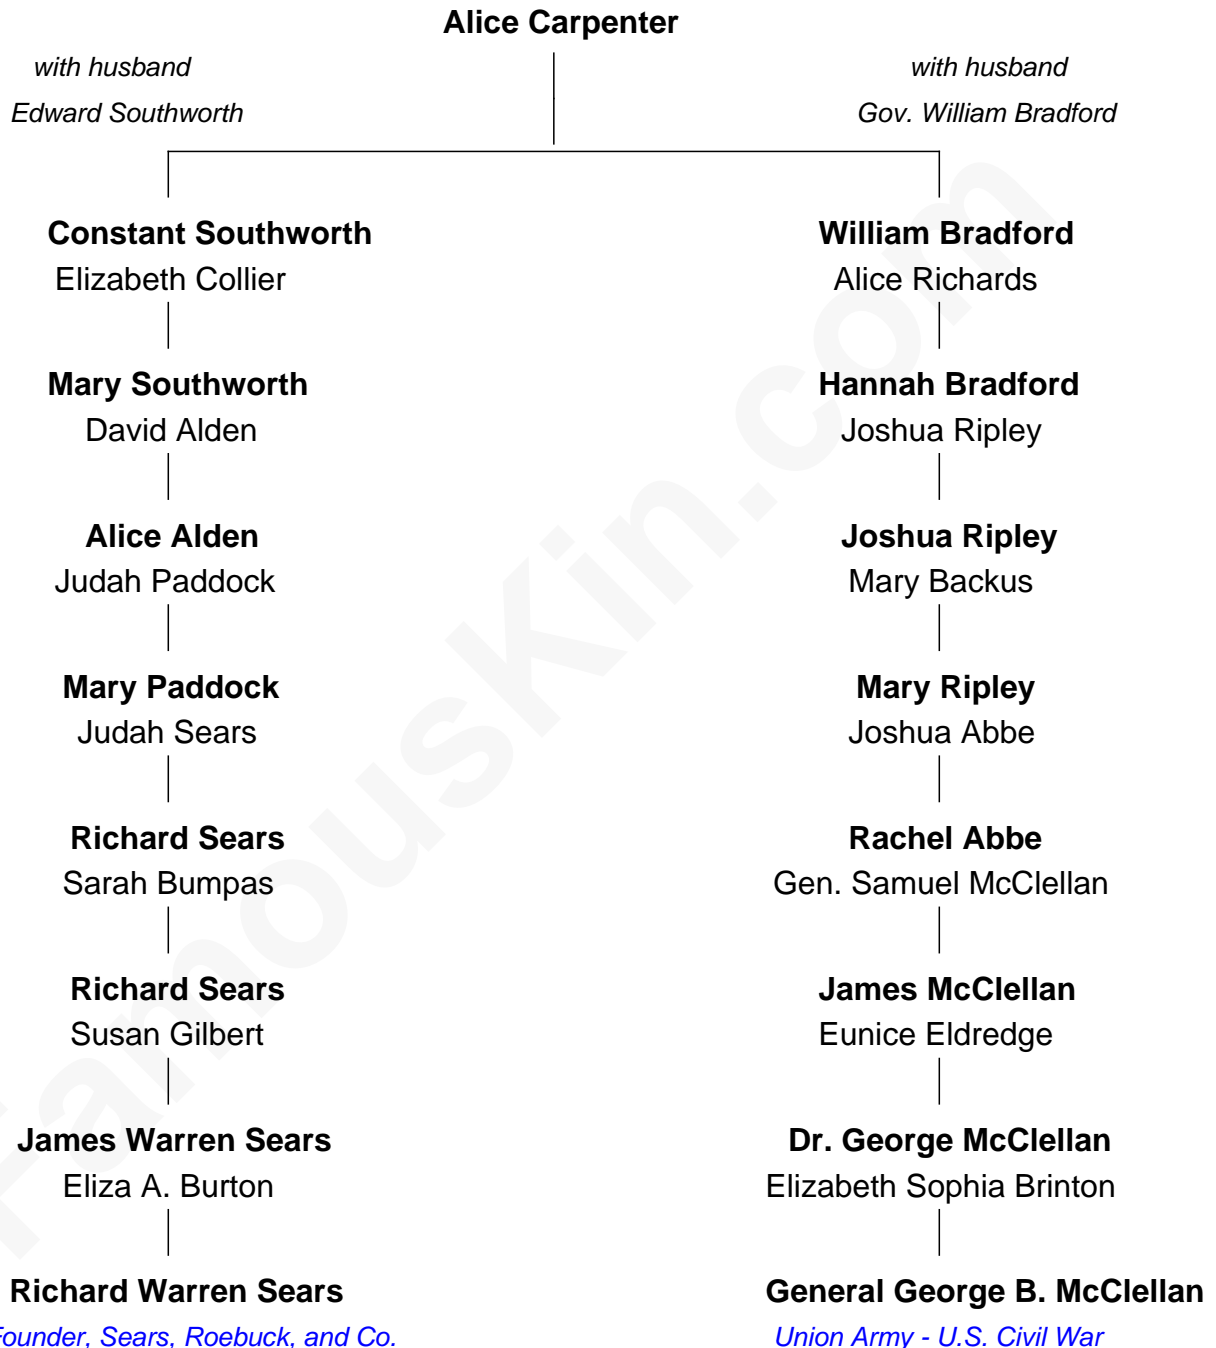 Alice Carpenter
with husband
Edward Southworth
with husband
Gov. William Bradford
Constant Southworth
Elizabeth Collier
William Bradford
Alice Richards
Mary Southworth
David Alden
Hannah Bradford
Joshua Ripley
Alice Alden
Judah Paddock
Joshua Ripley
Mary Backus
Mary Paddock
Judah Sears
Mary Ripley
Joshua Abbe
Richard Sears
Sarah Bumpas
Rachel Abbe
Gen. Samuel McClellan
Richard Sears
Susan Gilbert
James McClellan
Eunice Eldredge
James Warren Sears
Eliza A. Burton
Dr. George McClellan
Elizabeth Sophia Brinton
Richard Warren Sears
Founder, Sears, Roebuck, and Co.
General George B. McClellan
Union Army - U.S. Civil War
FamousKin.com